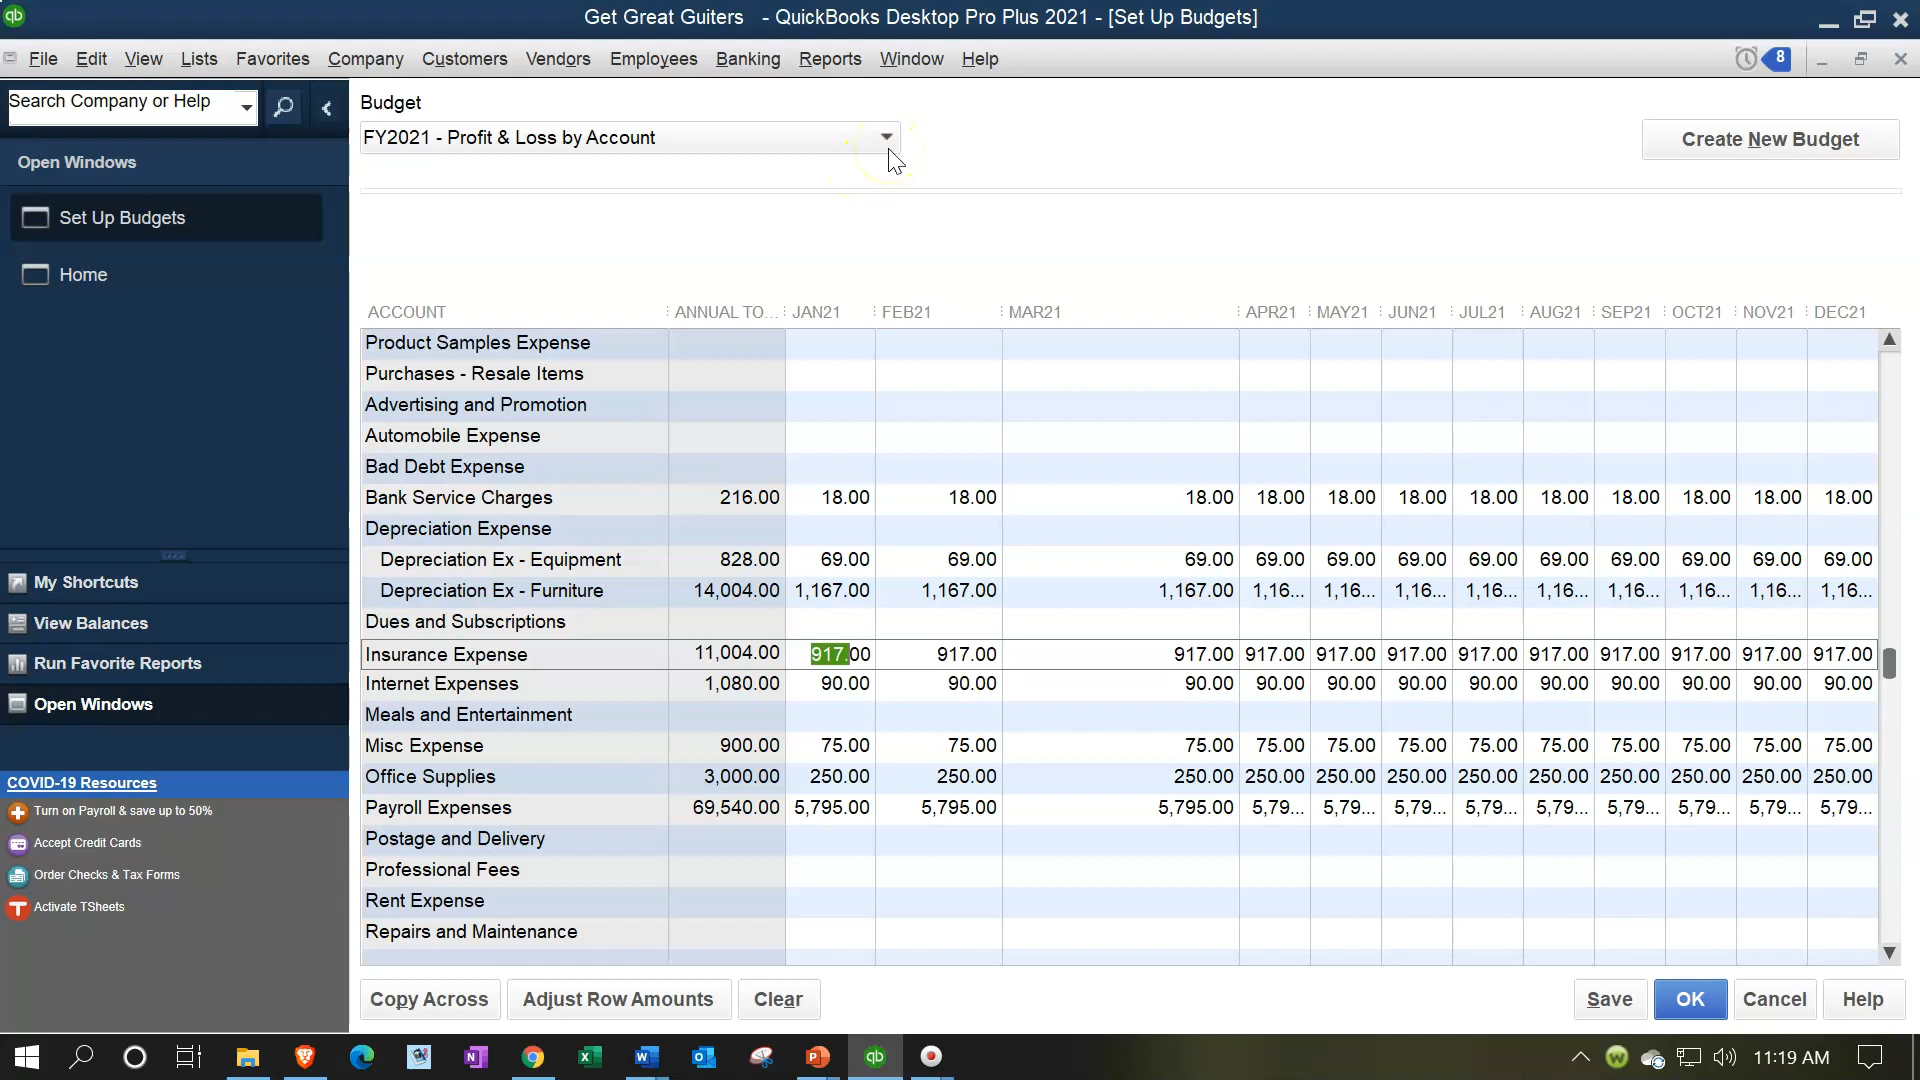 Get Great Guiters - QuickBooks Desktop Pro Plus 2021 - [Set Up Budgets]
File Edit View Lists Favorites Company Customers Vendors Employees Banking Reports Window Help 8
Search Company or Help
Open Windows
Set Up Budgets
Home
My Shortcuts
View Balances
Run Favorite Reports
Open Windows
COVID-19 Resources
Turn on Payroll & save up to 50%
Accept Credit Cards
Order Checks & Tax Forms
Activate TSheets
Budget
FY2021 - Profit & Loss by Account
Create New Budget
ACCOUNT ANNUAL TO... JAN21 FEB21 MAR21 APR21 MAY21 JUN21 JUL21 AUG21 SEP21 OCT21 NOV21 DEC21
Product Samples Expense
Purchases - Resale Items
Advertising and Promotion
Automobile Expense
Bad Debt Expense
Bank Service Charges 216.00 18.00 18.00 18.00 18.00 18.00 18.00 18.00 18.00 18.00 18.00 18.00 18.00
Depreciation Expense
Depreciation Ex - Equipment 828.00 69.00 69.00 69.00 69.00 69.00 69.00 69.00 69.00 69.00 69.00 69.00 69.00
Depreciation Ex - Furniture 14,004.00 1,167.00 1,167.00 1,167.00 1,16... 1,16... 1,16... 1,16... 1,16... 1,16... 1,16... 1,16... 1,16...
Dues and Subscriptions
Insurance Expense 11,004.00 917.00 917.00 917.00 917.00 917.00 917.00 917.00 917.00 917.00 917.00 917.00 917.00
Internet Expenses 1,080.00 90.00 90.00 90.00 90.00 90.00 90.00 90.00 90.00 90.00 90.00 90.00 90.00
Meals and Entertainment
Misc Expense 900.00 75.00 75.00 75.00 75.00 75.00 75.00 75.00 75.00 75.00 75.00 75.00 75.00
Office Supplies 3,000.00 250.00 250.00 250.00 250.00 250.00 250.00 250.00 250.00 250.00 250.00 250.00 250.00
Payroll Expenses 69,540.00 5,795.00 5,795.00 5,795.00 5,79... 5,79... 5,79... 5,79... 5,79... 5,79... 5,79... 5,79... 5,79...
Postage and Delivery
Professional Fees
Rent Expense
Repairs and Maintenance
Copy Across Adjust Row Amounts Clear Save OK Cancel Help
11:19 AM